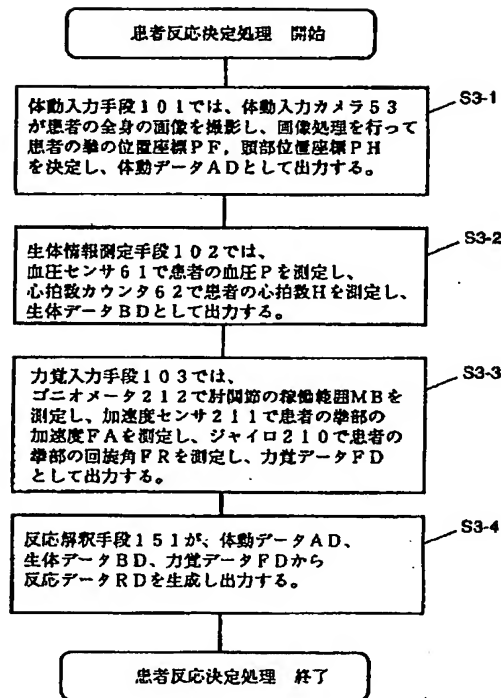 患者反応決定処理　開始
S3-1
体動入力手段101では、体動入力カメラ53
が患者の全身の画像を撮影し、画像処理を行って
患者の拳の位置座標PF，頭部位置座標PH
を決定し、体動データADとして出力する。
S3-2
生体情報測定手段102では、
血圧センサ61で患者の血圧Pを測定し、
心拍数カウンタ62で患者の心拍数Hを測定し、
生体データBDとして出力する。
S3-3
力覚入力手段103では、
ゴニオメータ212で肘関節の稼働範囲MBを
測定し、加速度センサ211で患者の拳部の
加速度FAを測定し、ジャイロ210で患者の
拳部の回旋角FRを測定し、力覚データFD
として出力する。
S3-4
反応解釈手段151が、体動データAD、
生体データBD、力覚データFDから
反応データRDを生成し出力する。
患者反応決定処理　終了